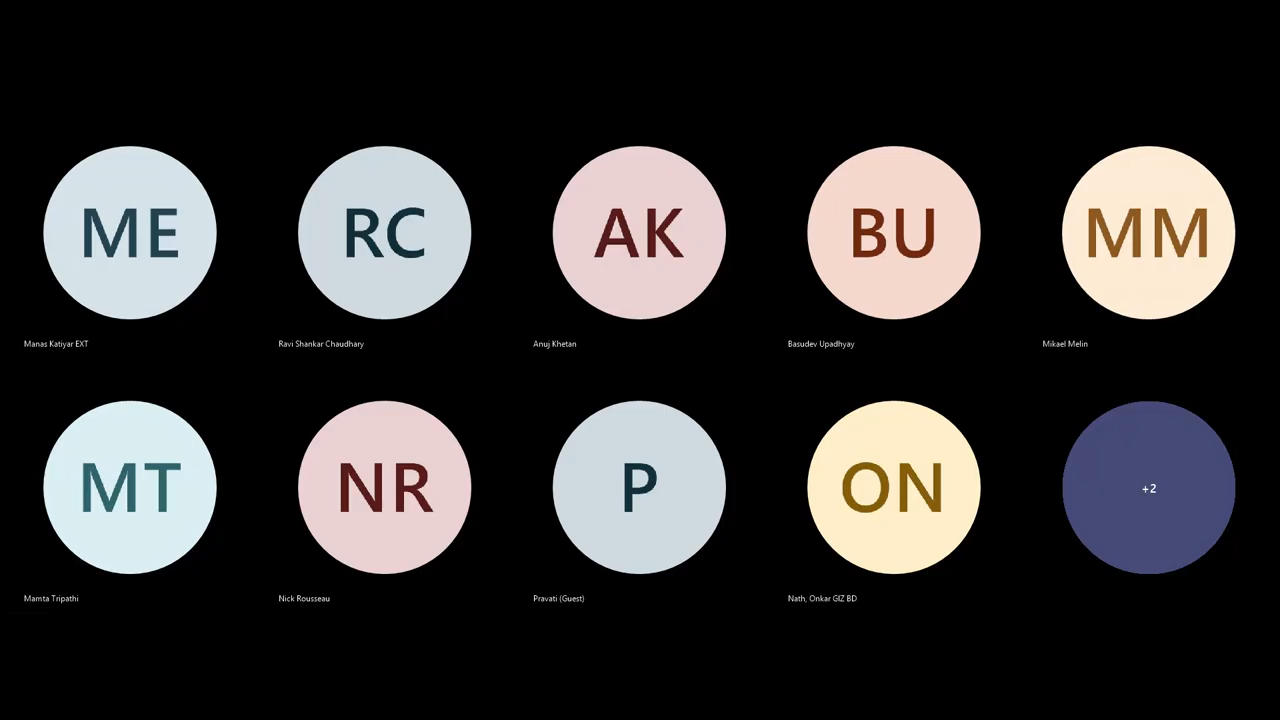 ME
RC
AK
BU
MM
Manas Katiyar EXT
Ravi Shankar Chaudhary
Anuj Khetan
Basudev Upadhyay
Mikael Melin
MT
NR
P
ON
+2
Mamta Tripathi
Nick Rousseau
Pravati (Guest)
Nath, Onkar GIZ BD